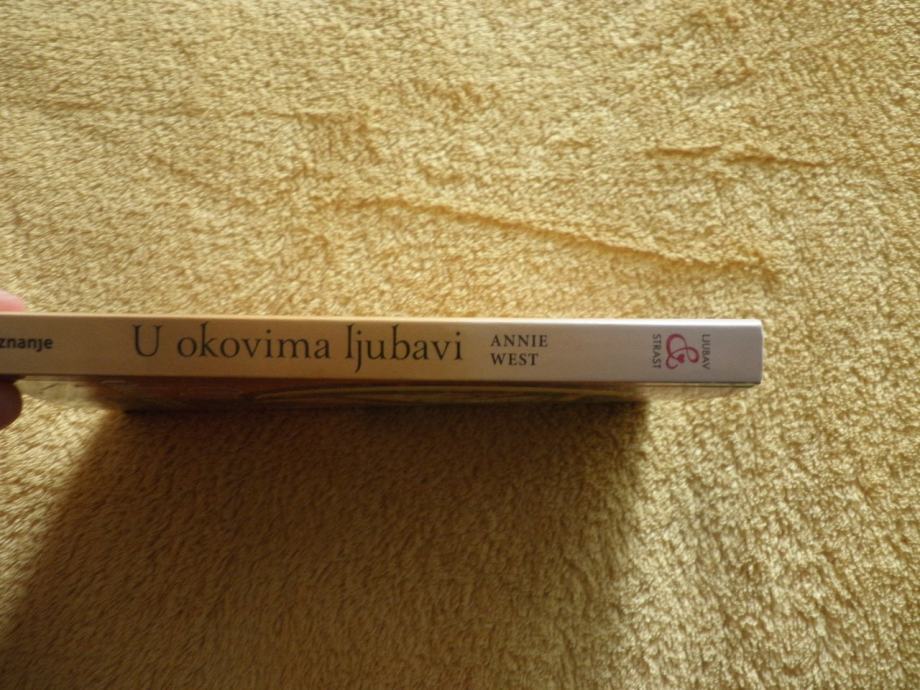 znanje
U okovima ljubavi
ANNIE
WEST
LJUBAV
&
STRAST